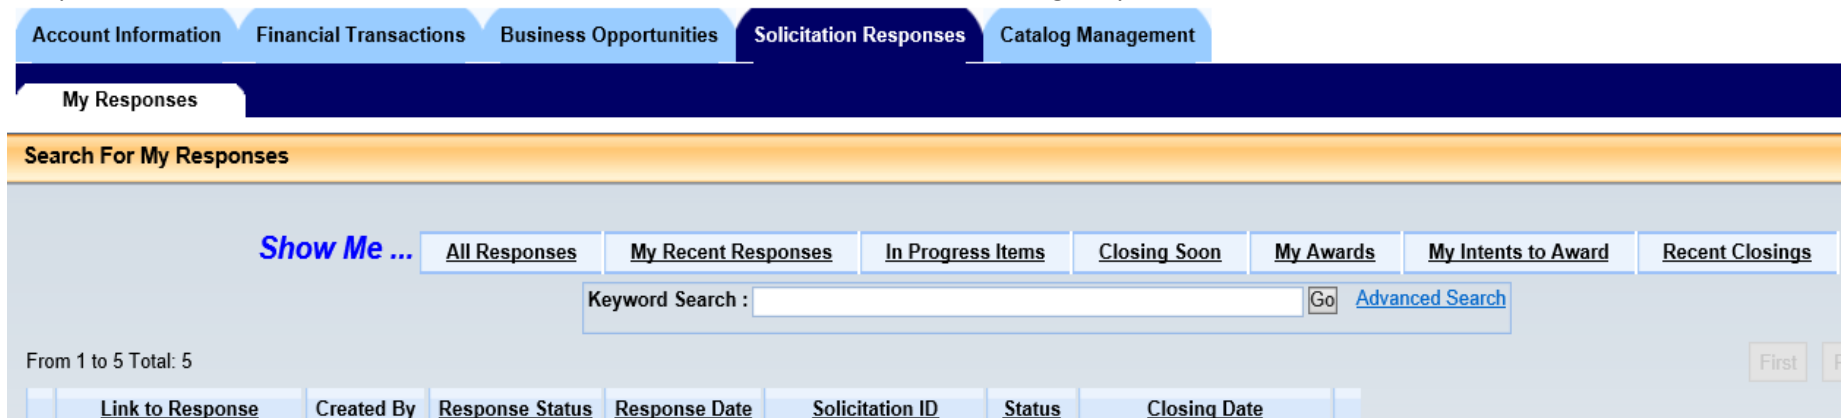 Account Information Financial Transactions Business Opportunities Solicitation Responses Catalog Management
My Responses
Search For My Responses
Show Me ... All Responses My Recent Responses In Progress Items Closing Soon My Awards My Intents to Award Recent Closings
Keyword Search : Go Advanced Search
From 1 to 5 Total: 5 First
Link to Response Created By Response Status Response Date Solicitation ID Status Closing Date